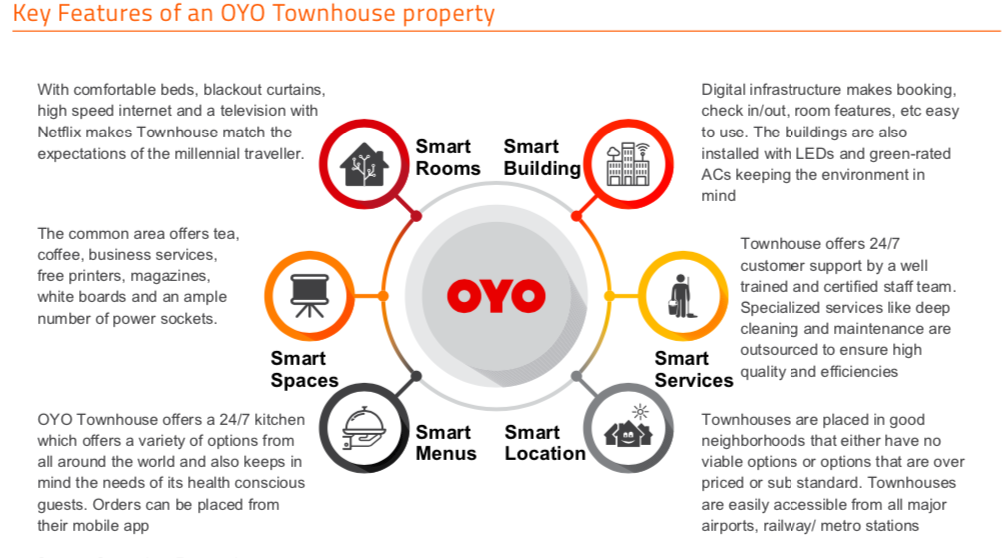 Key Features of an OYO Townhouse property
With comfortable beds, blackout curtains,
high speed internet and a television with
Netflix makes Townhouse match the
expectations of the millennial traveller.
Smart
Rooms
Smart
Building
Digital infrastructure makes booking,
check in/out, room features, etc easy
to use. The buildings are also
installed with LEDs and green-rated
ACs keeping the environment in
mind
The common area offers tea,
coffee, business services,
free printers, magazines,
white boards and an ample
number of power sockets.
Smart
Spaces
OYO
Townhouse offers 24/7
customer support by a well
trained and certified staff team.
Specialized services like deep
cleaning and maintenance are
outsourced to ensure high
quality and efficiencies
Smart
Services
OYO Townhouse offers a 24/7 kitchen
which offers a variety of options from
all around the world and also keeps in
mind the needs of its health conscious
guests. Orders can be placed from
their mobile app
Smart
Menus
Smart
Location
Townhouses are placed in good
neighborhoods that either have no
viable options or options that are over
priced or sub standard. Townhouses
are easily accessible from all major
airports, railway/ metro stations